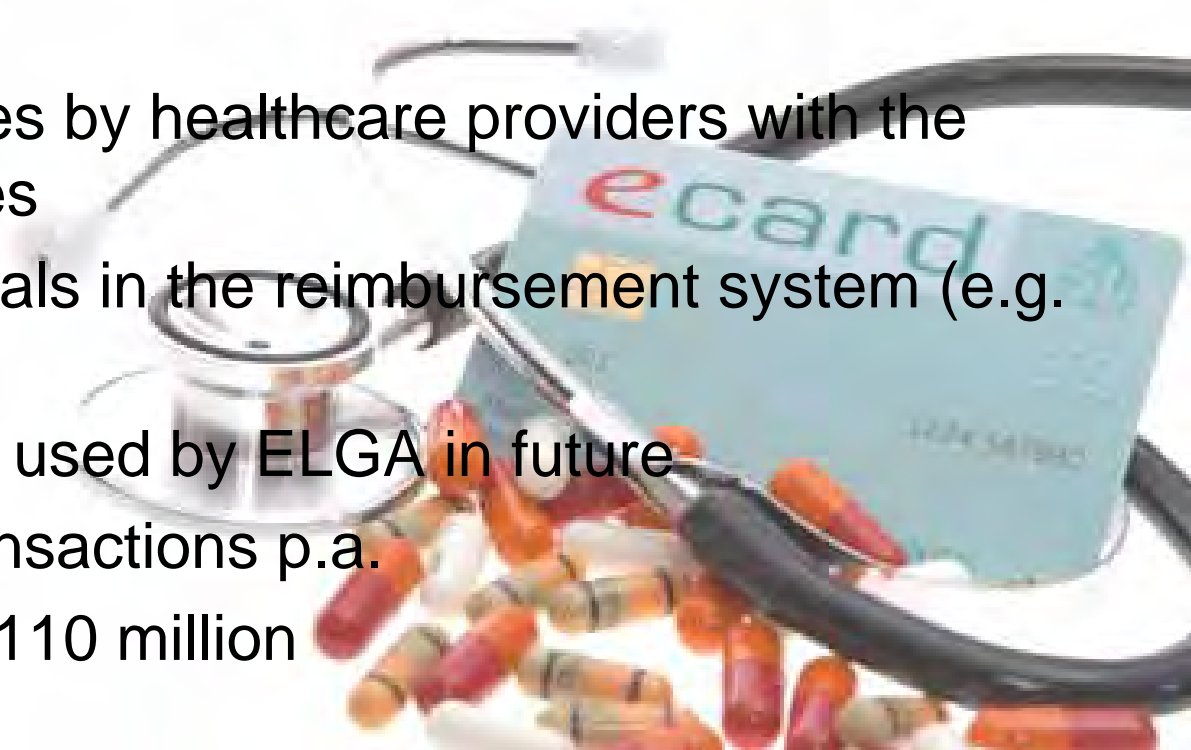 es by healthcare providers with the
ecard
es
als in the reimbursement system (e.g.
used by ELGA in future
nsactions p.a.
110 million